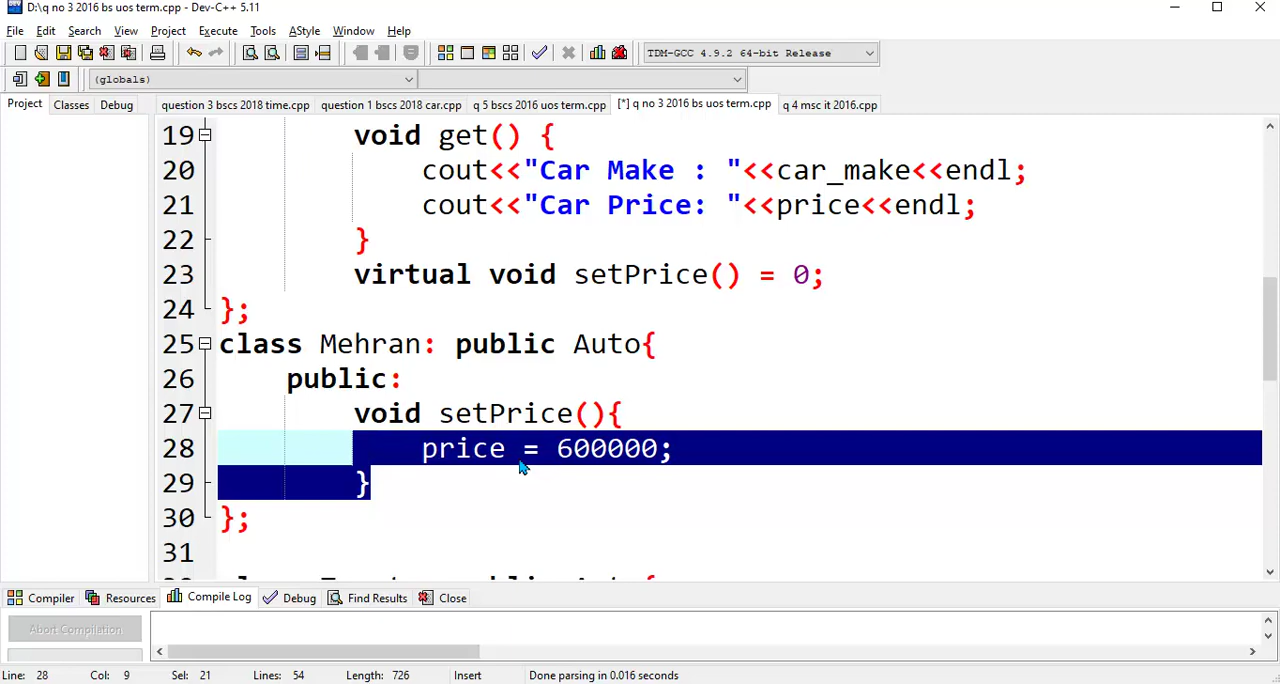 D:\q no 3 2016 bs uos term.cpp - Dev-C++ 5.11
File Edit Search View Project Execute Tools AStyle Window Help
TDM-GCC 4.9.2 64-bit Release
(globals)
Project Classes Debug question 3 bscs 2018 time.cpp question 1 bscs 2018 car.cpp q 5 bscs 2016 uos term.cpp [*] q no 3 2016 bs uos term.cpp q 4 msc it 2016.cpp
19 void get() {
20 cout<<"Car Make : "<<car_make<<endl;
21 cout<<"Car Price: "<<price<<endl;
22 }
23 virtual void setPrice() = 0;
24 };
25 class Mehran: public Auto{
26 public:
27 void setPrice(){
28 price = 600000;
29 }
30 };
31
Compiler Resources Compile Log Debug Find Results Close
Abort Compilation
Line: 28 Col: 9 Sel: 21 Lines: 54 Length: 726 Insert Done parsing in 0.016 seconds